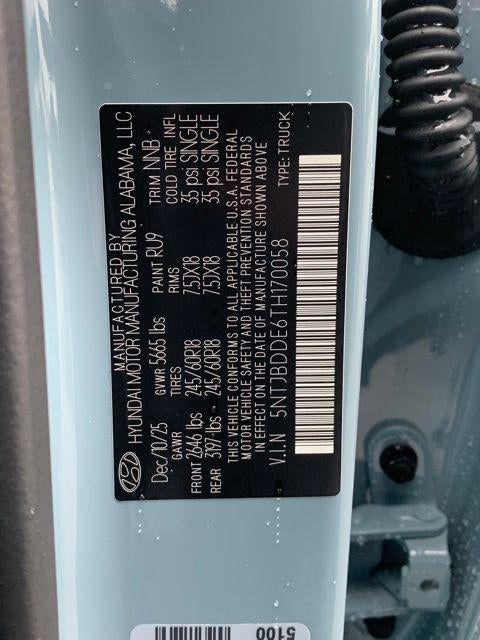 MANUFACTURED BY
HYUNDAI MOTOR MANUFACTURING ALABAMA, LLC
Dec/10/25 GVWR 5665 lbs PAINT RU9 TRIM NNB
GAWR TIRES RIMS COLD TIRE INFL
FRONT 2646 lbs 245/60R18 7.5JX18 35 psi SINGLE
REAR 3197 lbs 245/60R18 7.5JX18 35 psi SINGLE
THIS VEHICLE CONFORMS TO ALL APPLICABLE U.S.A. FEDERAL
MOTOR VEHICLE SAFETY AND THEFT PREVENTION STANDARDS
IN EFFECT ON THE DATE OF MANUFACTURE SHOWN ABOVE
V.I.N 5NTJBDDE6TH170058 TYPE: TRUCK
5100